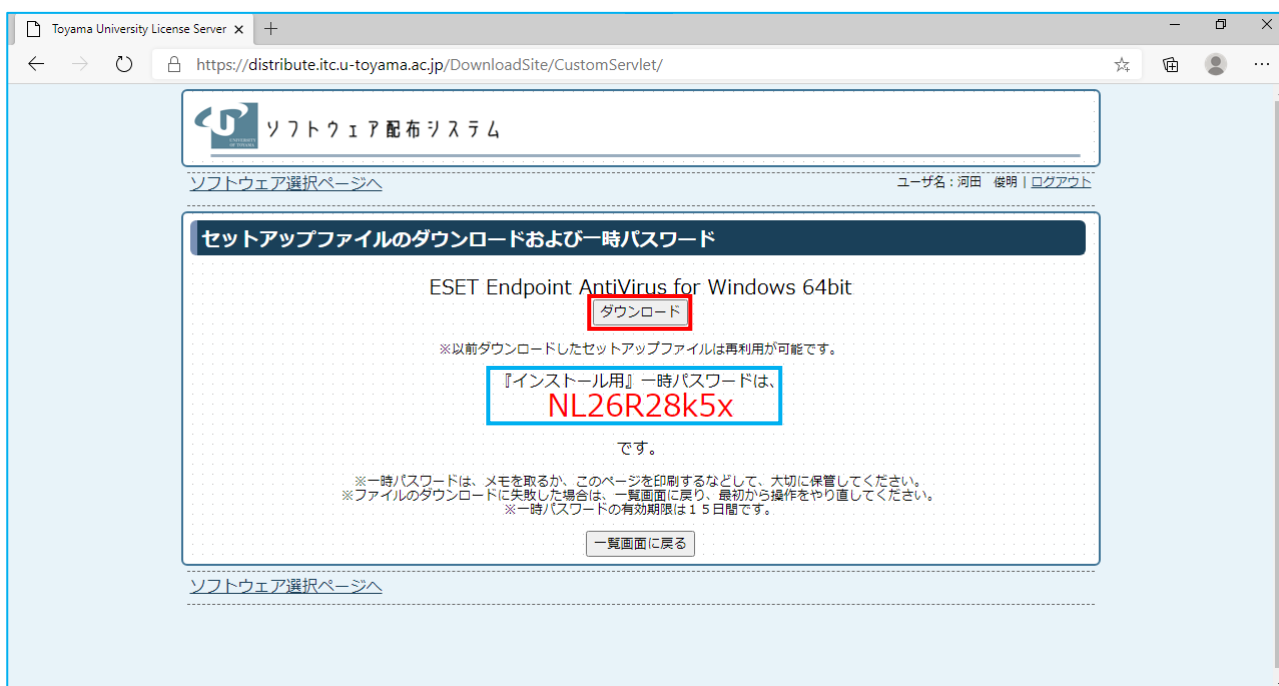 Toyama University License Server
https://distribute.itc.u-toyama.ac.jp/DownloadSite/CustomServlet/
UNIVERSITY OF TOYAMA
ソフトウェア配布システム
ソフトウェア選択ページへ
ユーザ名：河田　俊明 | ログアウト
セットアップファイルのダウンロードおよび一時パスワード
ESET Endpoint AntiVirus for Windows 64bit
ダウンロード
※以前ダウンロードしたセットアップファイルは再利用が可能です。
『インストール用』一時パスワードは、
NL26R28k5x
です。
※一時パスワードは、メモを取るか、このページを印刷するなどして、大切に保管してください。
※ファイルのダウンロードに失敗した場合は、一覧画面に戻り、最初から操作をやり直してください。
※一時パスワードの有効期限は１５日間です。
一覧画面に戻る
ソフトウェア選択ページへ